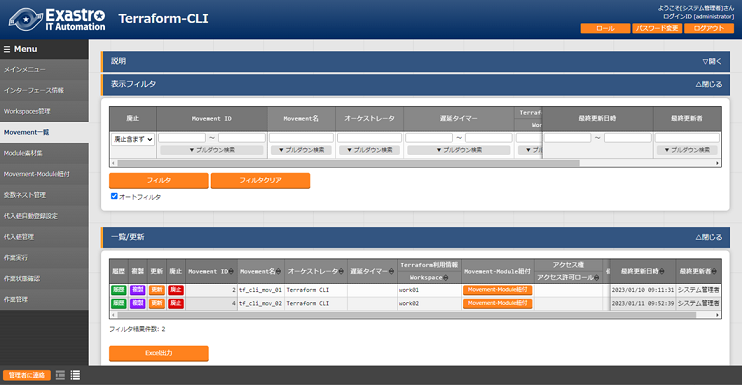 Exastro
IT Automation
Terraform-CLI
ようこそ[システム管理者]さん
ログインID [administrator]
ロール
パスワード変更
ログアウト
Menu
メインメニュー
インターフェース情報
Workspaces管理
Movement一覧
Module素材集
Movement-Module紐付
変数ネスト管理
代入値自動登録設定
代入値管理
作業実行
作業状態確認
作業管理
説明
▽開く
表示フィルタ
△閉じる
廃止
Movement ID
Movement名
オーケストレータ
遅延タイマー
Terraf
Wor
最終更新日時
最終更新者
廃止含まず
～
～
～
▼ プルダウン検索
▼ プルダウン検索
▼ プルダウン検索
▼ プルダウン検索
▼ プルダ
▼ プルダウン検索
フィルタ
フィルタクリア
オートフィルタ
一覧/更新
△閉じる
履歴 複製 更新 廃止 Movement ID Movement名 オーケストレータ 遅延タイマー Terraform利用情報 Movement-Module紐付 アクセス権 最終更新日時 最終更新者
Workspace アクセス許可ロール
履歴 複製 更新 廃止 2 tf_cli_mov_01 Terraform CLI work01 Movement-Module紐付 2023/01/10 09:11:31 システム管理者
履歴 複製 更新 廃止 4 tf_cli_mov_02 Terraform CLI work02 Movement-Module紐付 2023/01/11 09:52:39 システム管理者
フィルタ結果件数: 2
Excel出力
管理者に連絡